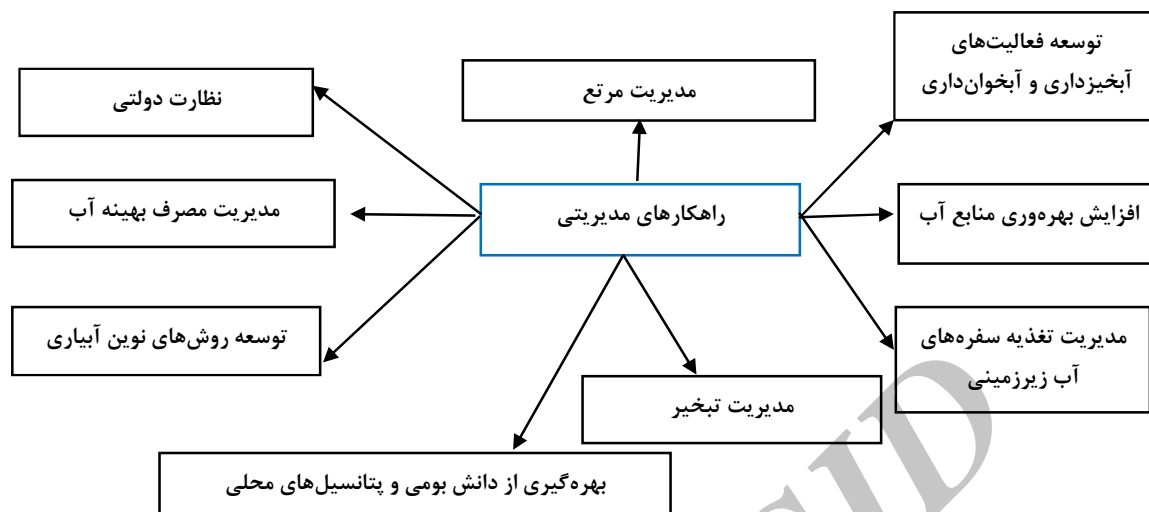 توسعه فعالیت‌های
آبخیزداری و آبخوان‌داری
مدیریت مرتع
نظارت دولتی
افزایش بهره‌وری منابع آب
راهکارهای مدیریتی
مدیریت مصرف بهینه آب
مدیریت تغذیه سفره‌های
آب زیرزمینی
توسعه روش‌های نوین آبیاری
مدیریت تبخیر
بهره‌گیری از دانش بومی و پتانسیل‌های محلی
SID